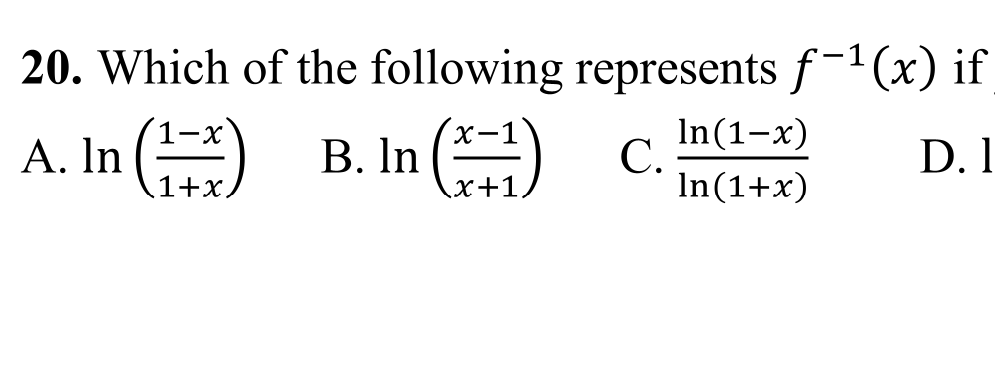 20. Which of the following represents f⁻¹(x) if
A. ln((1−x)/(1+x)) B. ln((x−1)/(x+1)) C. ln(1−x)/ln(1+x) D.